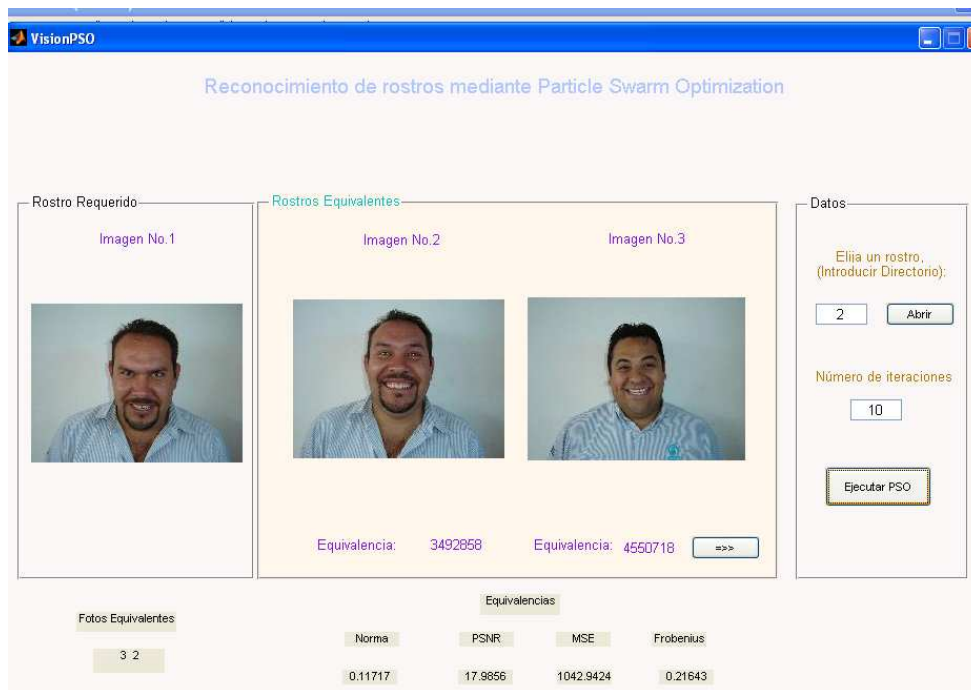 VisionPSO
Reconocimiento de rostros mediante Particle Swarm Optimization
Rostro Requerido
Imagen No.1
Rostros Equivalentes
Imagen No.2
Imagen No.3
Equivalencia: 3492858
Equivalencia: 4550718
=>>
Datos
Elija un rostro,
(Introducir Directorio):
2 Abrir
Número de iteraciones
10
Ejecutar PSO
Fotos Equivalentes
3 2
Equivalencias
Norma PSNR MSE Frobenius
0.11717 17.9856 1042.9424 0.21643